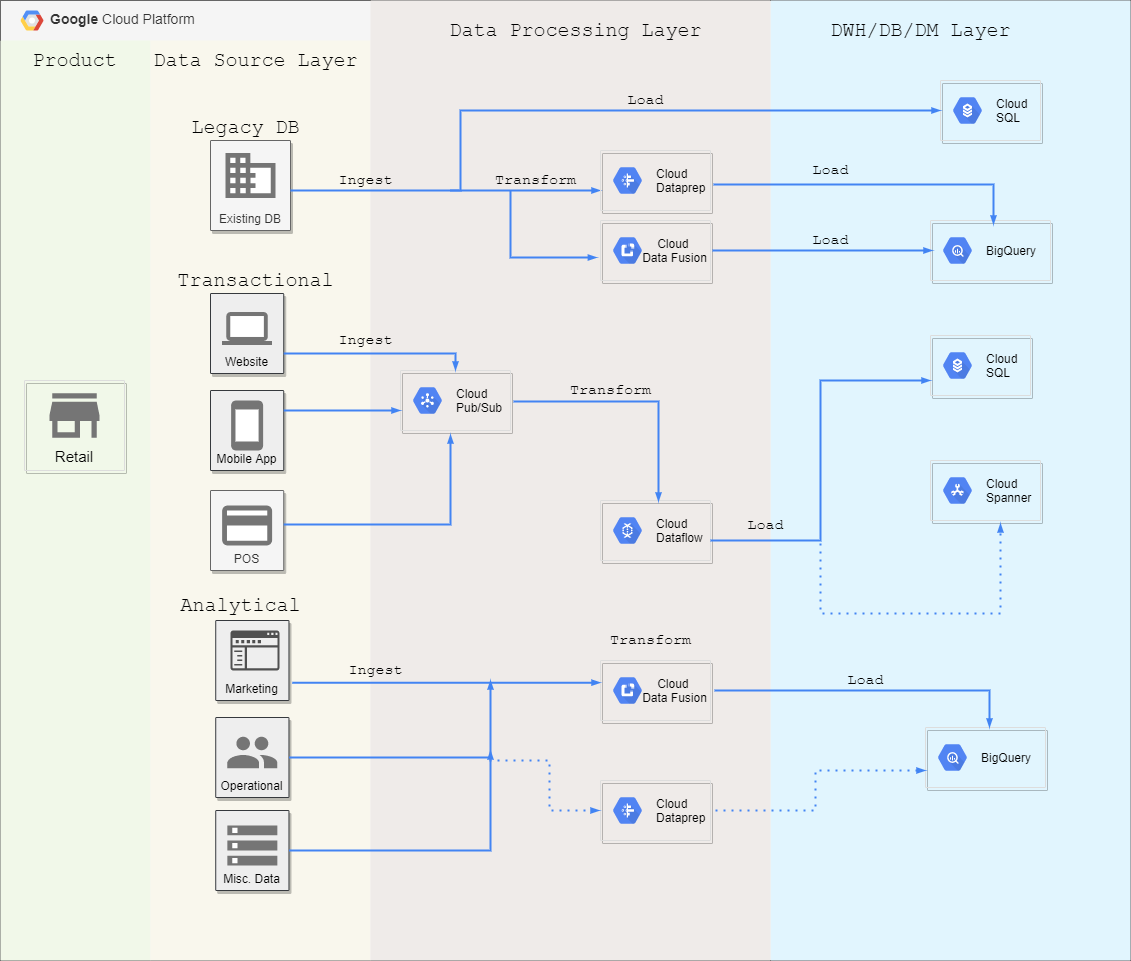 Google Cloud Platform
Product
Data Source Layer
Data Processing Layer
DWH/DB/DM Layer
Legacy DB
Existing DB
Ingest
Load
Transform
Cloud
Dataprep
Cloud
Data Fusion
Load
Load
Cloud
SQL
BigQuery
Transactional
Website
Mobile App
POS
Ingest
Cloud
Pub/Sub
Transform
Cloud
Dataflow
Load
Cloud
SQL
Cloud
Spanner
Retail
Analytical
Marketing
Operational
Misc. Data
Ingest
Transform
Cloud
Data Fusion
Cloud
Dataprep
Load
BigQuery